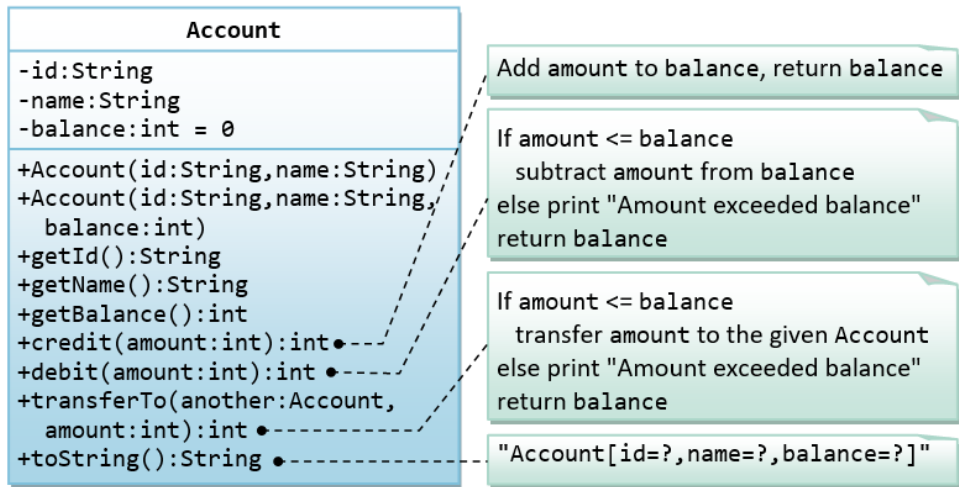 Account
-id:String
-name:String
-balance:int = 0
+Account(id:String,name:String)
+Account(id:String,name:String,
balance:int)
+getId():String
+getName():String
+getBalance():int
+credit(amount:int):int
+debit(amount:int):int
+transferTo(another:Account,
amount:int):int
+toString():String
Add amount to balance, return balance
If amount <= balance
subtract amount from balance
else print "Amount exceeded balance"
return balance
If amount <= balance
transfer amount to the given Account
else print "Amount exceeded balance"
return balance
"Account[id=?,name=?,balance=?]"